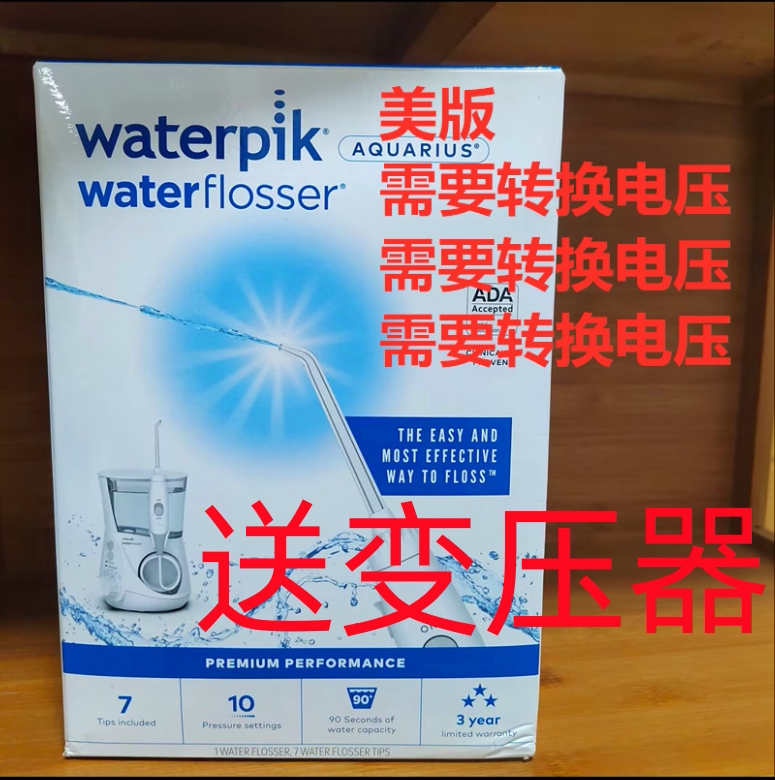 waterpik®
AQUARIUS®
waterflosser®
美版
需要转换电压
需要转换电压
需要转换电压
ADA
Accepted
THE EASY AND
MOST EFFECTIVE
WAY TO FLOSS™
送变压器
PREMIUM PERFORMANCE
7
Tips included
10
Pressure settings
90°
90 Seconds of
water capacity
3 year
limited warranty
1 WATER FLOSSER, 7 WATER FLOSSER TIPS